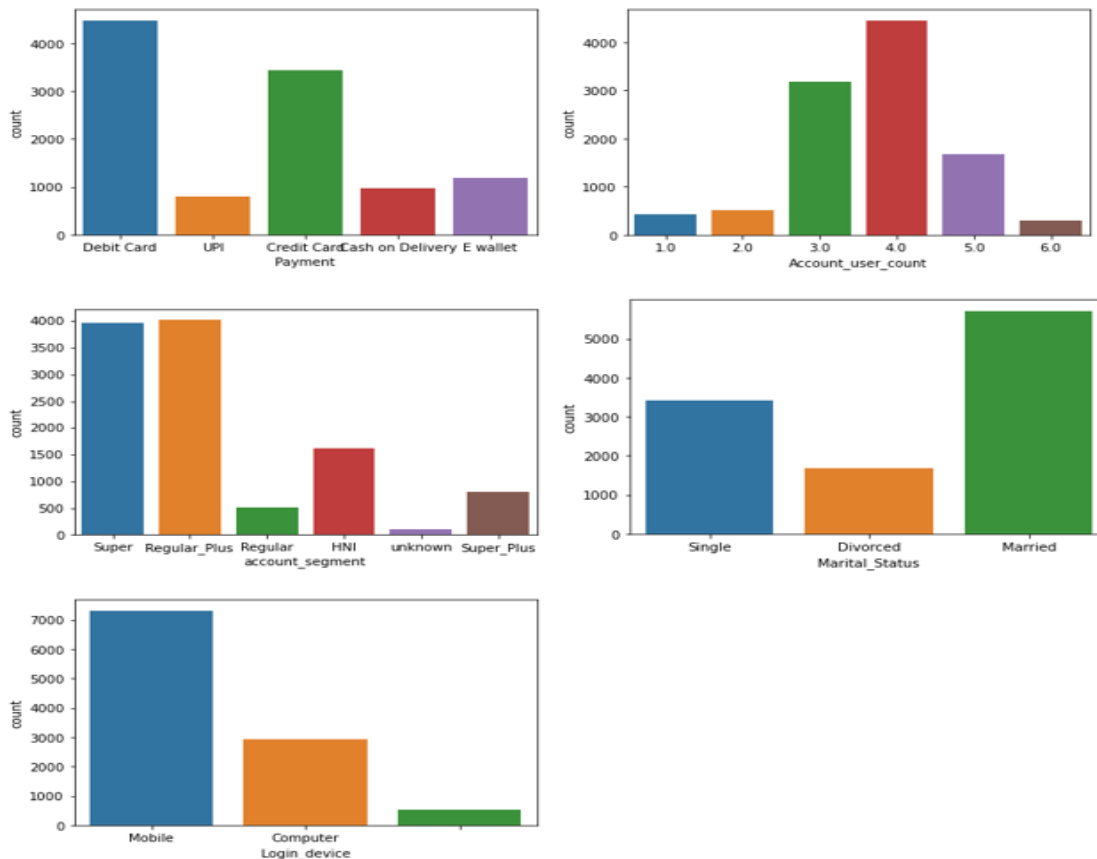 4000
3000
2000
1000
0
count
Debit Card UPI Credit Card Cash on Delivery E wallet
Payment
4000
3000
2000
1000
0
count
1.0 2.0 3.0 4.0 5.0 6.0
Account_user_count
4000
3500
3000
2500
2000
1500
1000
500
0
count
Super Regular_Plus Regular HNI unknown Super_Plus
account_segment
5000
4000
3000
2000
1000
0
count
Single Divorced Married
Marital_Status
7000
6000
5000
4000
3000
2000
1000
0
count
Mobile Computer
Login_device